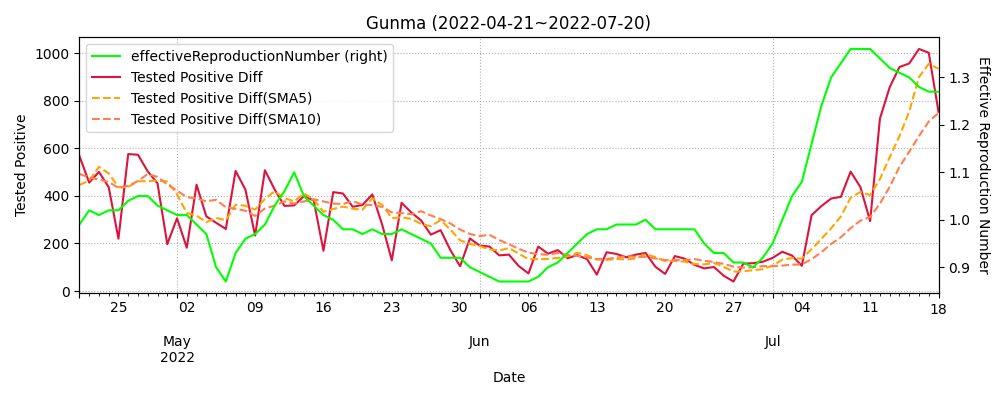 Gunma (2022-04-21~2022-07-20)
effectiveReproductionNumber (right)
Tested Positive Diff
Tested Positive Diff(SMA5)
Tested Positive Diff(SMA10)
Tested Positive
1000
800
600
400
200
0
1.3
1.2
1.1
1.0
0.9
Effective Reproduction Number
25 02 09 16 23 30 06 13 20 27 04 11 18
May Jun Jul
2022
Date